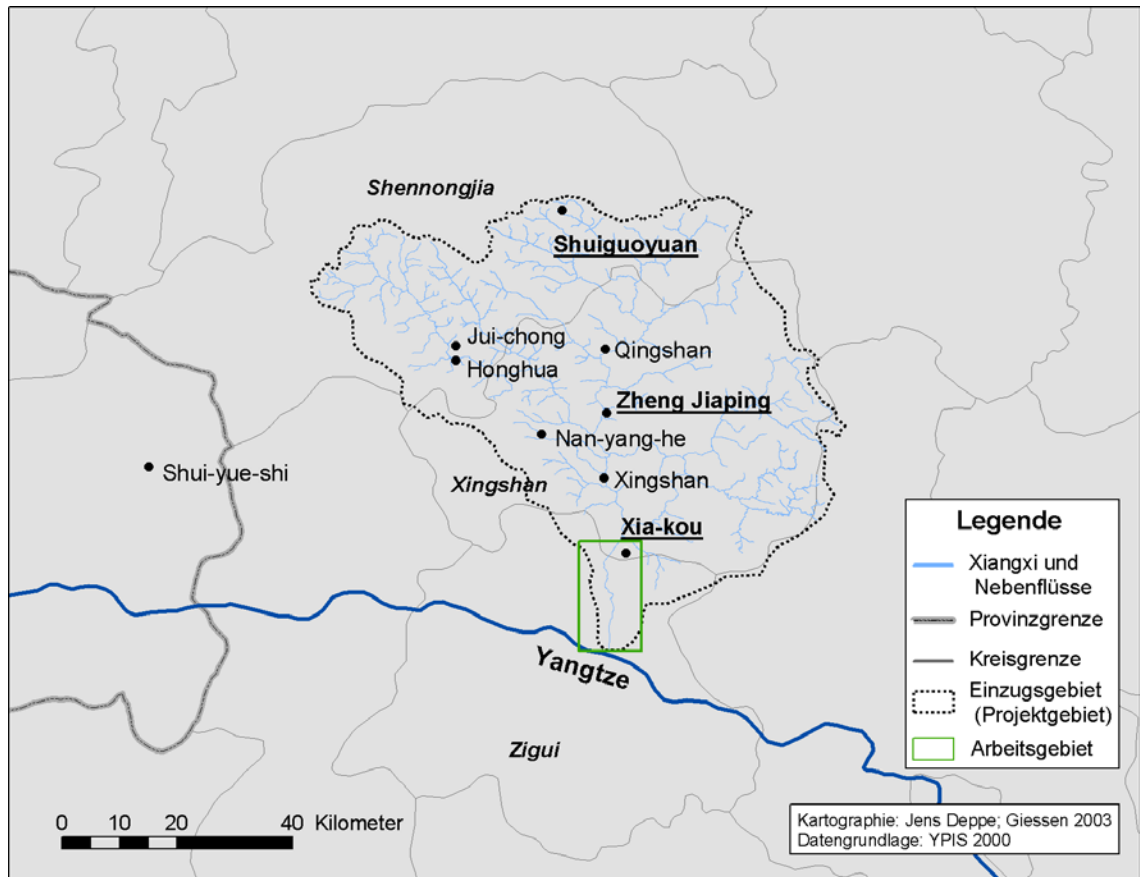 Shennongjia
Shuiguoyuan
Jui-chong
Honghua
Qingshan
Zheng Jiaping
Nan-yang-he
Shui-yue-shi
Xingshan
Xingshan
Xia-kou
Yangtze
Zigui
Legende
Xiangxi und
Nebenflüsse
Provinzgrenze
Kreisgrenze
Einzugsgebiet
(Projektgebiet)
Arbeitsgebiet
0 10 20 40 Kilometer
Kartographie: Jens Deppe; Giessen 2003
Datengrundlage: YPIS 2000